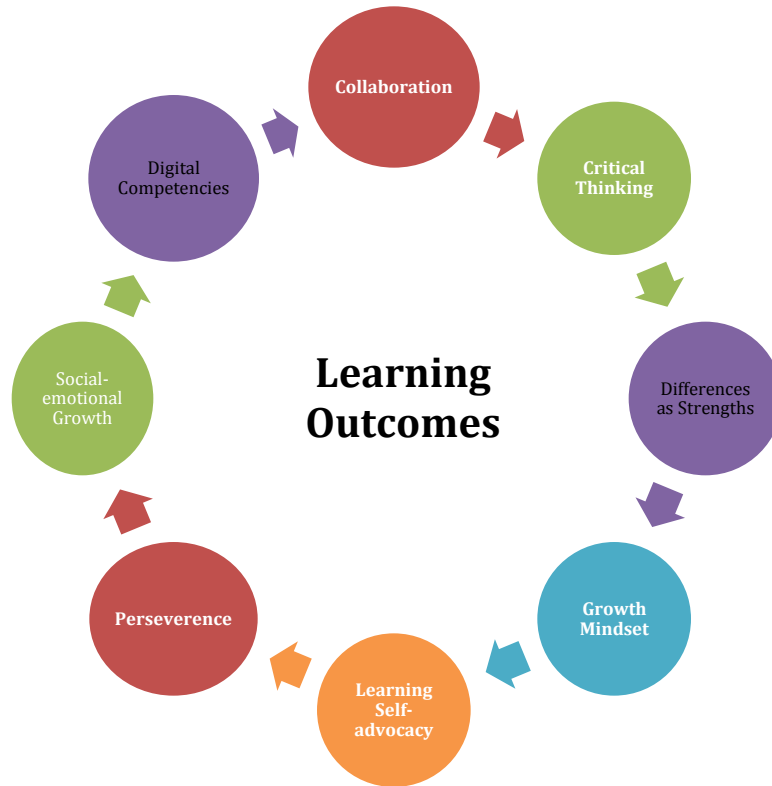 Collaboration
Critical
Thinking
Differences
as Strengths
Growth
Mindset
Learning
Self-
advocacy
Perseverence
Social-
emotional
Growth
Digital
Competencies
Learning
Outcomes